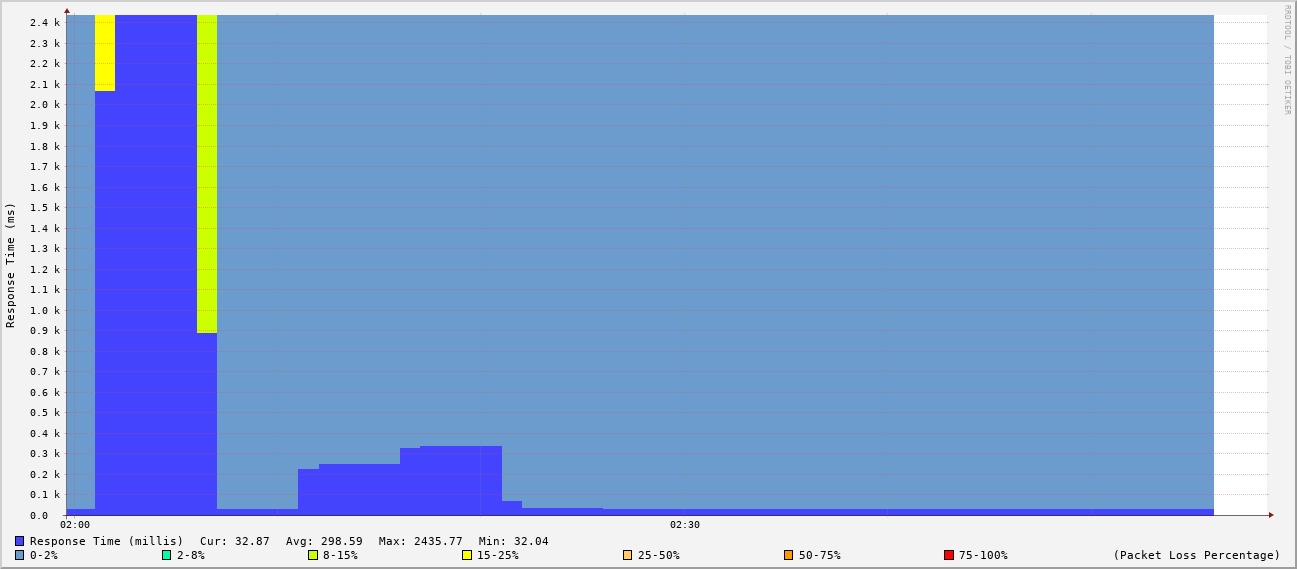 RRDTOOL / TOBI OETIKER
Response Time (ms)
2.4 k
2.3 k
2.2 k
2.1 k
2.0 k
1.9 k
1.8 k
1.7 k
1.6 k
1.5 k
1.4 k
1.3 k
1.2 k
1.1 k
1.0 k
0.9 k
0.8 k
0.7 k
0.6 k
0.5 k
0.4 k
0.3 k
0.2 k
0.1 k
0.0
02:00 02:30
Response Time (millis) Cur: 32.87 Avg: 298.59 Max: 2435.77 Min: 32.04
0-2% 2-8% 8-15% 15-25% 25-50% 50-75% 75-100% (Packet Loss Percentage)